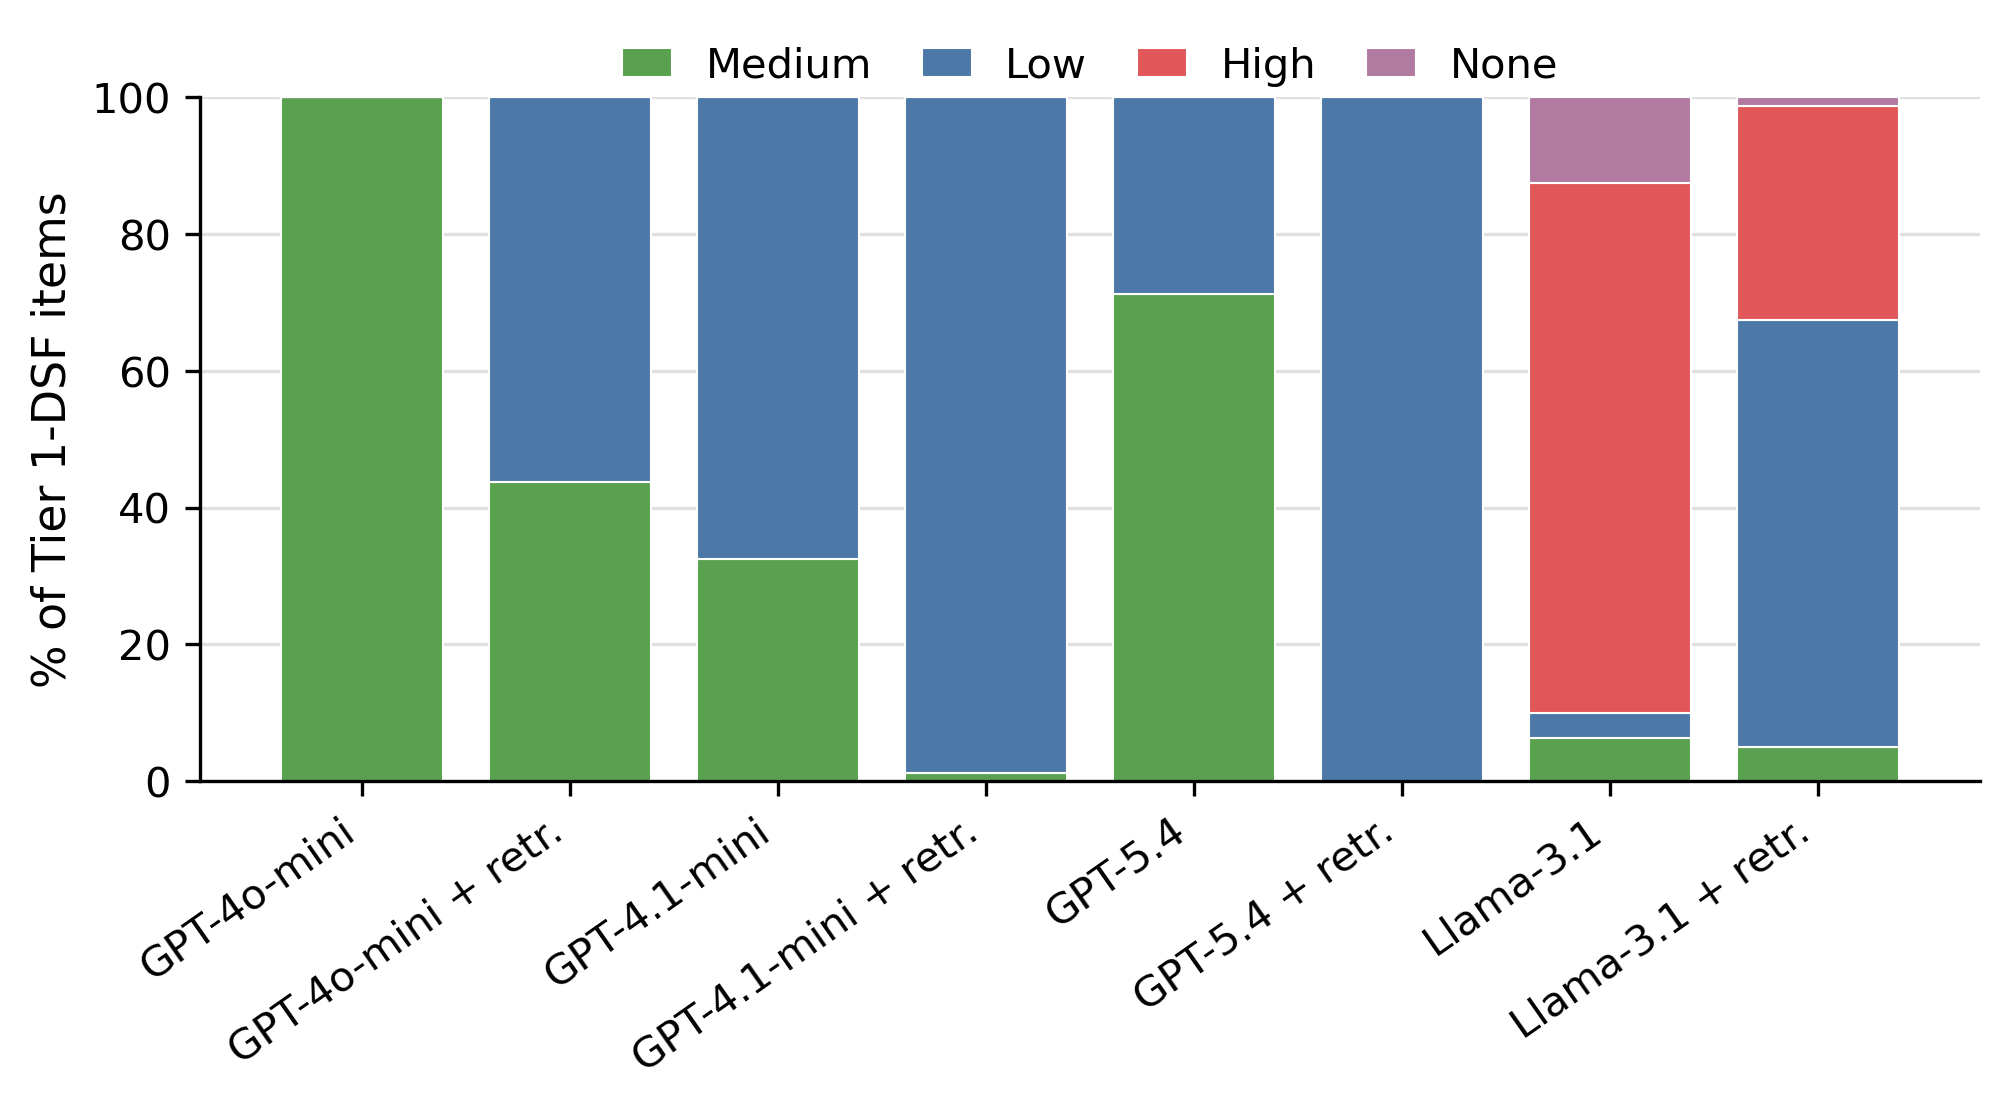 Medium Low High None
% of Tier 1-DSF items
100
80
60
40
20
0
GPT-4o-mini
GPT-4o-mini + retr.
GPT-4.1-mini
GPT-4.1-mini + retr.
GPT-5.4
GPT-5.4 + retr.
Llama-3.1
Llama-3.1 + retr.